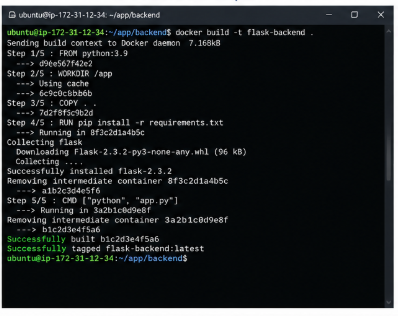 ubuntu@ip-172-31-12-34: ~/app/backend
ubuntu@ip-172-31-12-34:~/app/backend$ docker build -t flask-backend .
Sending build context to Docker daemon  7.168kB
Step 1/5 : FROM python:3.9
---> d9ee567f42e2
Step 2/5 : WORKDIR /app
---> Using cache
---> 6c9c0c8bbb6b
Step 3/5 : COPY . .
---> 7d2f8f5c9b2d
Step 4/5 : RUN pip install -r requirements.txt
---> Running in 8f3c2d1a4b5c
Collecting flask
Downloading Flask-2.3.2-py3-none-any.whl (96 kB)
Collecting ....
Successfully installed flask-2.3.2
Removing intermediate container 8f3c2d1a4b5c
---> a1b2c3d4e5f6
Step 5/5 : CMD ["python", "app.py"]
---> Running in 3a2b1c0d9e8f
Removing intermediate container 3a2b1c0d9e8f
---> b1c2d3e4f5a6
Successfully built b1c2d3e4f5a6
Successfully tagged flask-backend:latest
ubuntu@ip-172-31-12-34:~/app/backend$